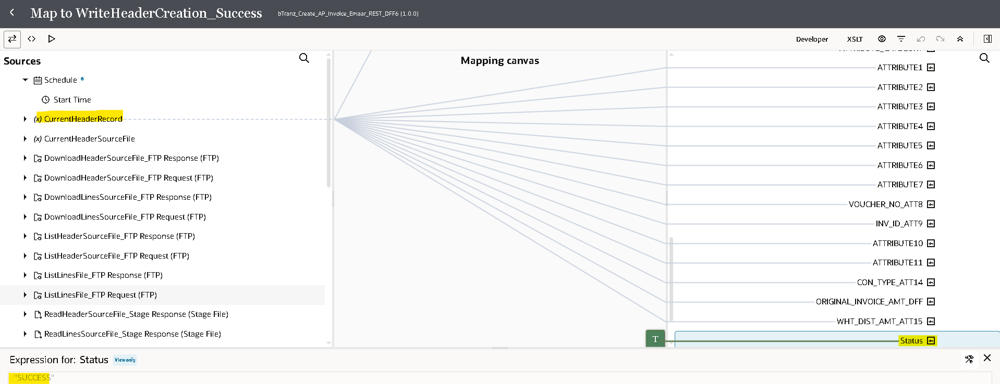 Map to WriteHeaderCreation_Success
bTranz_Create_AP_Invoice_Emaar_REST_DFF6 (1.0.0)
Developer
XSLT
Sources
Schedule *
Start Time
(x) CurrentHeaderRecord
(x) CurrentHeaderSourceFile
DownloadHeaderSourceFile_FTP Response (FTP)
DownloadHeaderSourceFile_FTP Request (FTP)
DownloadLinesSourceFile_FTP Response (FTP)
DownloadLinesSourceFile_FTP Request (FTP)
ListHeaderSourceFile_FTP Response (FTP)
ListHeaderSourceFile_FTP Request (FTP)
ListLinesFile_FTP Response (FTP)
ListLinesFile_FTP Request (FTP)
ReadHeaderSourceFile_Stage Response (Stage File)
ReadLinesSourceFile_Stage Response (Stage File)
Mapping canvas
ATTRIBUTE1
ATTRIBUTE2
ATTRIBUTE3
ATTRIBUTE4
ATTRIBUTE5
ATTRIBUTE6
ATTRIBUTE7
VOUCHER_NO_ATT8
INV_ID_ATT9
ATTRIBUTE10
ATTRIBUTE11
CON_TYPE_ATT14
ORIGINAL_INVOICE_AMT_DFF
WHT_DIST_AMT_ATT15
T
Status
Expression for: Status View only
"SUCCESS"